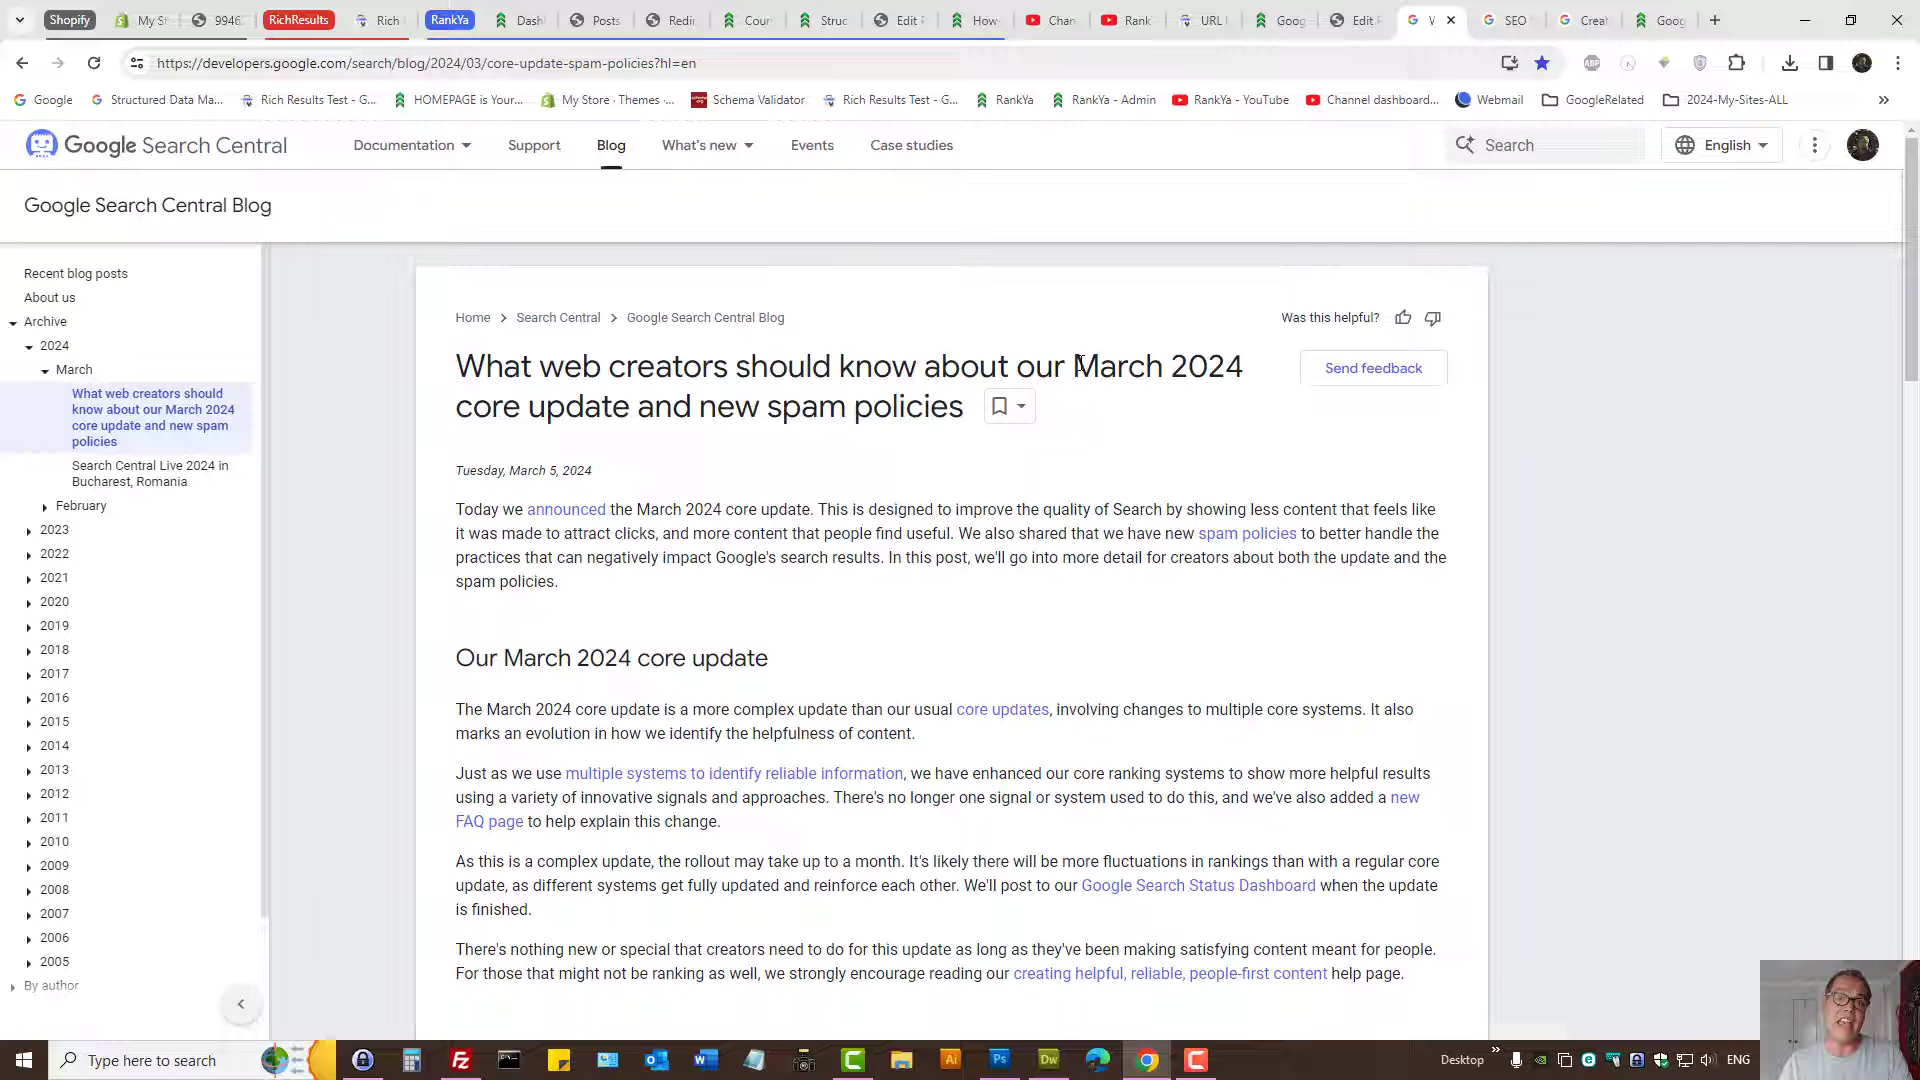 Shopify
My St
9946
RichResults
Rich
RankYa
Dash
Posts
Redir
Cour
Struc
Edit F
How-
Chan
Rank
URL
Goog
Edit
SEO
Creat
Goog
https://developers.google.com/search/blog/2024/03/core-update-spam-policies?hl=en
ABP
Google
Structured Data Ma...
Rich Results Test - G...
HOMEPAGE is Your...
My Store · Themes ·...
Schema Validator
Rich Results Test - G...
RankYa
RankYa - Admin
RankYa - YouTube
Channel dashboard...
Webmail
GoogleRelated
2024-My-Sites-ALL
Google Search Central
Documentation
Support
Blog
What's new
Events
Case studies
Search
English
Google Search Central Blog
Recent blog posts
About us
Archive
2024
March
What web creators should
know about our March 2024
core update and new spam
policies
Search Central Live 2024 in
Bucharest, Romania
February
2023
2022
2021
2020
2019
2018
2017
2016
2015
2014
2013
2012
2011
2010
2009
2008
2007
2006
2005
By author
Home
Search Central
Google Search Central Blog
Was this helpful?
What web creators should know about our March 2024
core update and new spam policies
Send feedback
Tuesday, March 5, 2024
Today we announced the March 2024 core update. This is designed to improve the quality of Search by showing less content that feels like
it was made to attract clicks, and more content that people find useful. We also shared that we have new spam policies to better handle the
practices that can negatively impact Google's search results. In this post, we'll go into more detail for creators about both the update and the
spam policies.
Our March 2024 core update
The March 2024 core update is a more complex update than our usual core updates, involving changes to multiple core systems. It also
marks an evolution in how we identify the helpfulness of content.
Just as we use multiple systems to identify reliable information, we have enhanced our core ranking systems to show more helpful results
using a variety of innovative signals and approaches. There's no longer one signal or system used to do this, and we've also added a new
FAQ page to help explain this change.
As this is a complex update, the rollout may take up to a month. It's likely there will be more fluctuations in rankings than with a regular core
update, as different systems get fully updated and reinforce each other. We'll post to our Google Search Status Dashboard when the update
is finished.
There's nothing new or special that creators need to do for this update as long as they've been making satisfying content meant for people.
For those that might not be ranking as well, we strongly encourage reading our creating helpful, reliable, people-first content help page.
Type here to search
Desktop
ENG